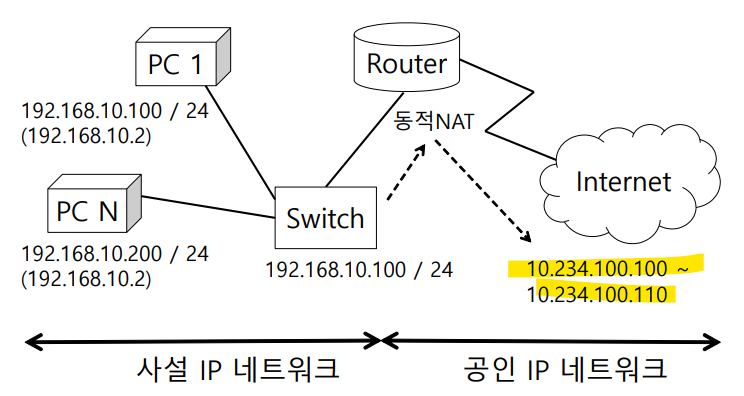 PC 1
Router
192.168.10.100 / 24
(192.168.10.2)
동적NAT
PC N
Switch
Internet
192.168.10.200 / 24
(192.168.10.2)
192.168.10.100 / 24
10.234.100.100 ~
10.234.100.110
사설 IP 네트워크
공인 IP 네트워크